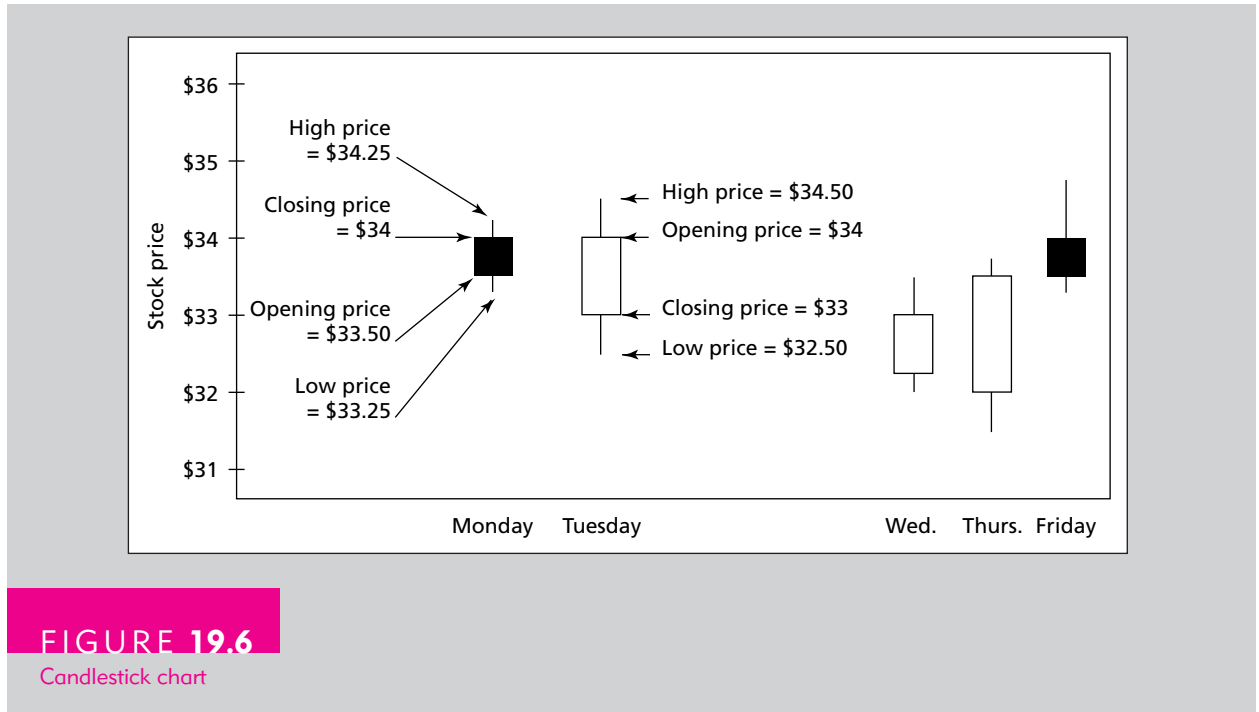 $36
$35
$34
$33
$32
$31
Stock price
High price
= $34.25
Closing price
= $34
Opening price
= $33.50
Low price
= $33.25
High price = $34.50
Opening price = $34
Closing price = $33
Low price = $32.50
Monday Tuesday Wed. Thurs. Friday
FIGURE 19.6
Candlestick chart